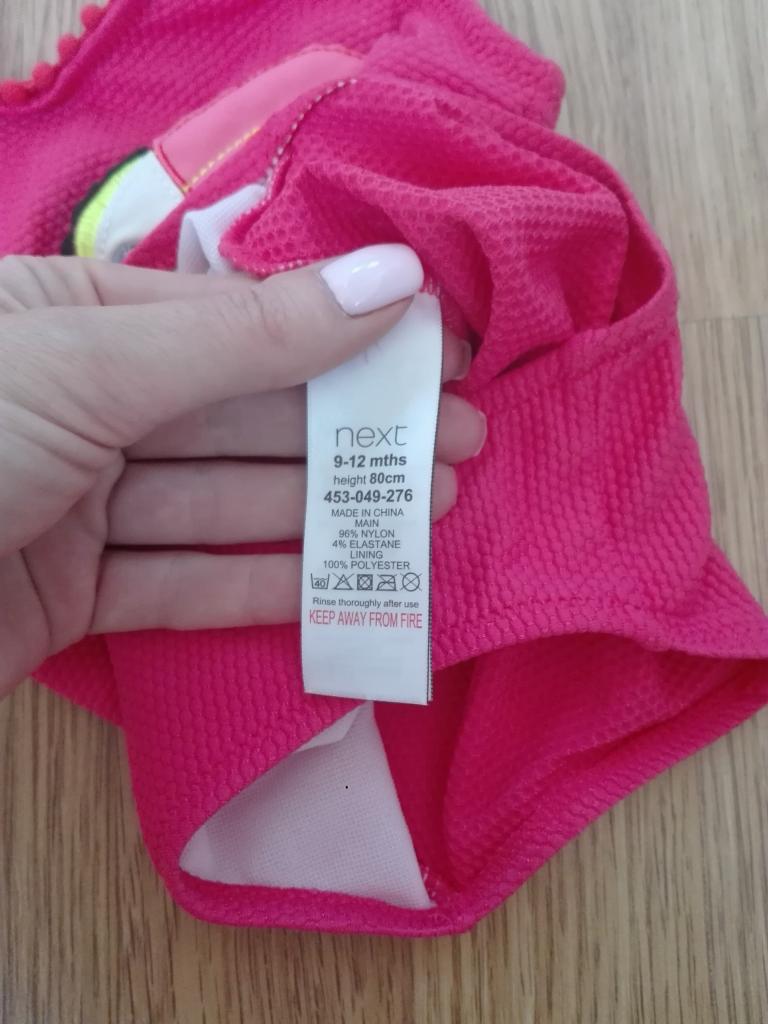 next
9-12 mths
height 80cm
453-049-276
MADE IN CHINA
MAIN
96% NYLON
4% ELASTANE
LINING
100% POLYESTER
40
Rinse thoroughly after use
KEEP AWAY FROM FIRE